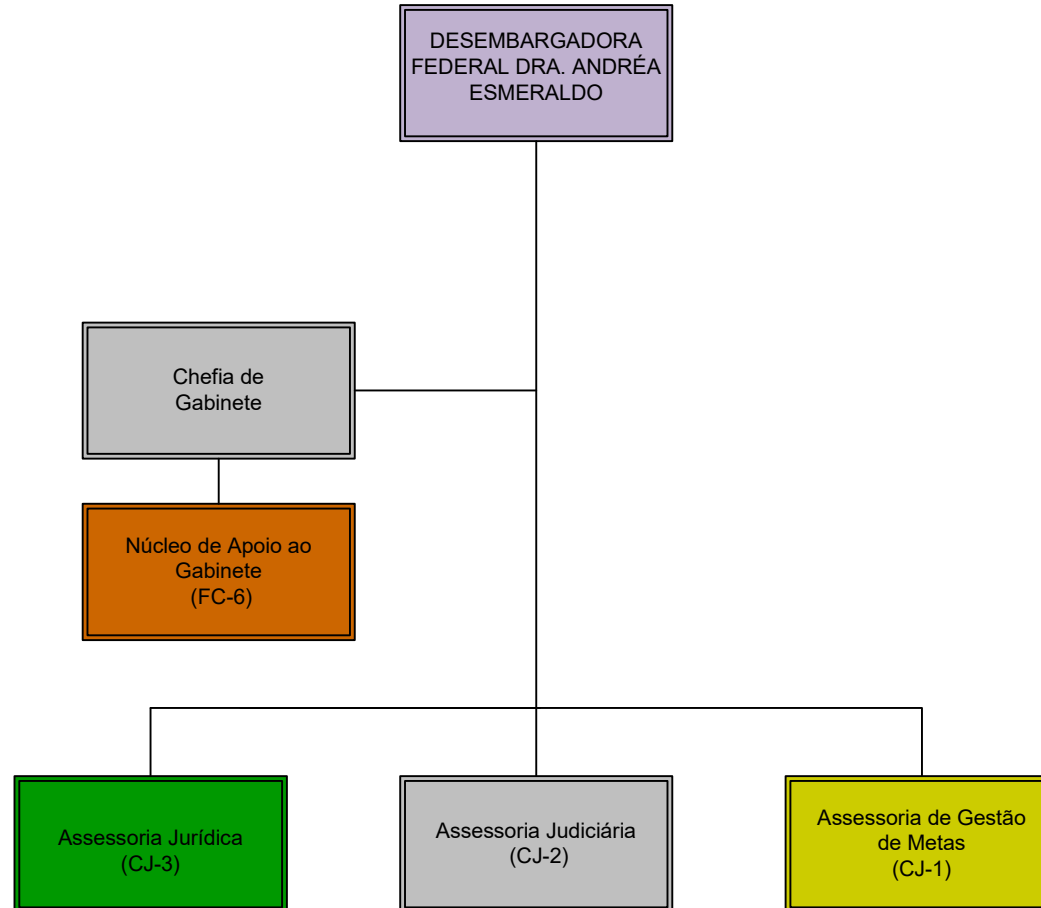 DESEMBARGADORA
FEDERAL DRA. ANDRÉA
ESMERALDO
Chefia de
Gabinete
Núcleo de Apoio ao
Gabinete
(FC-6)
Assessoria Jurídica
(CJ-3)
Assessoria Judiciária
(CJ-2)
Assessoria de Gestão
de Metas
(CJ-1)